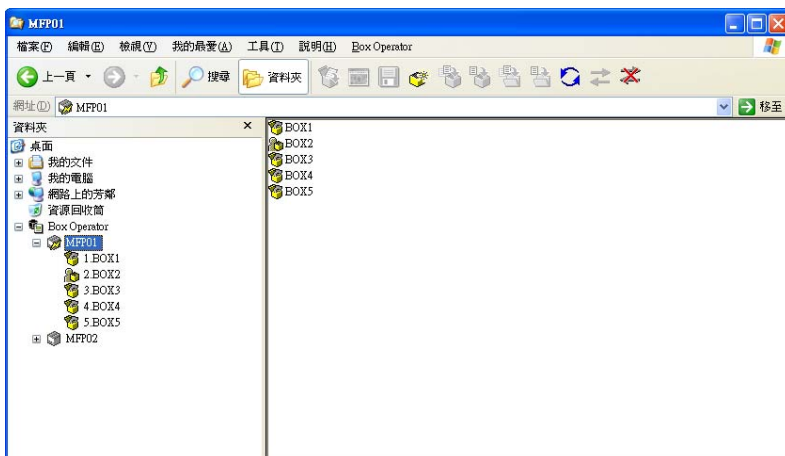 MFP01
檔案(F) 編輯(E) 檢視(V) 我的最愛(A) 工具(T) 說明(H) Box Operator
上一頁 搜尋 資料夾
網址(D) MFP01 移至
資料夾
桌面
我的文件
我的電腦
網路上的芳鄰
資源回收筒
Box Operator
MFP01
1.BOX1
2.BOX2
3.BOX3
4.BOX4
5.BOX5
MFP02
BOX1
BOX2
BOX3
BOX4
BOX5